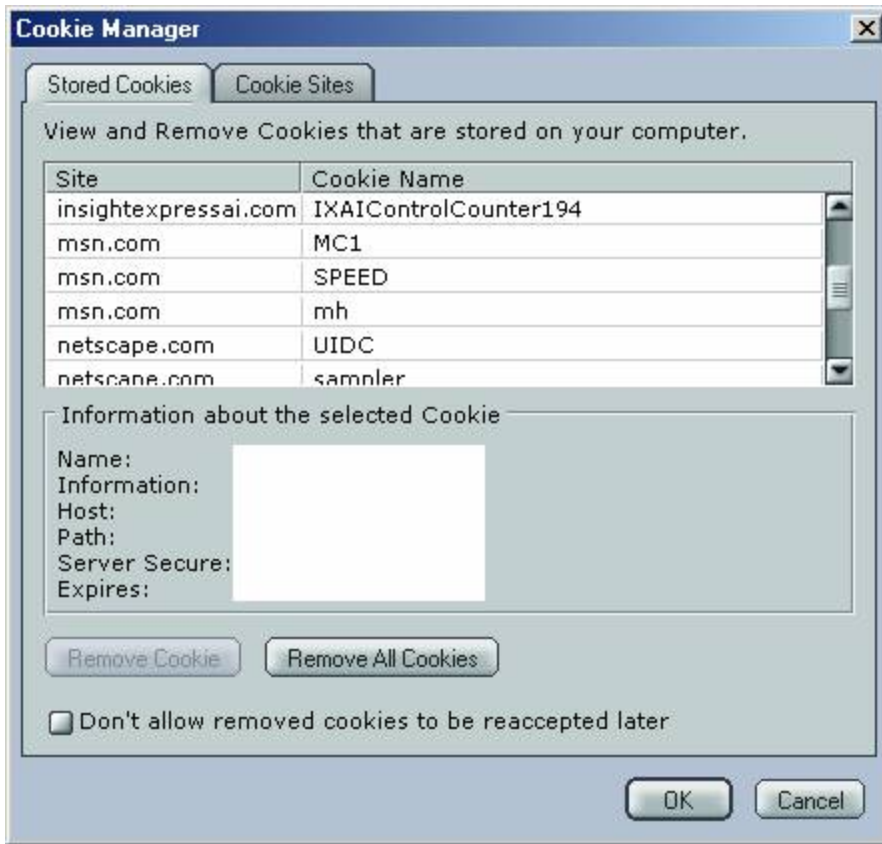 Cookie Manager
Stored Cookies Cookie Sites
View and Remove Cookies that are stored on your computer.
Site Cookie Name
insightexpressai.com IXAIControlCounter194
msn.com MC1
msn.com SPEED
msn.com mh
netscape.com UIDC
netscape.com sampler
Information about the selected Cookie
Name:
Information:
Host:
Path:
Server Secure:
Expires:
Remove Cookie Remove All Cookies
Don't allow removed cookies to be reaccepted later
OK Cancel